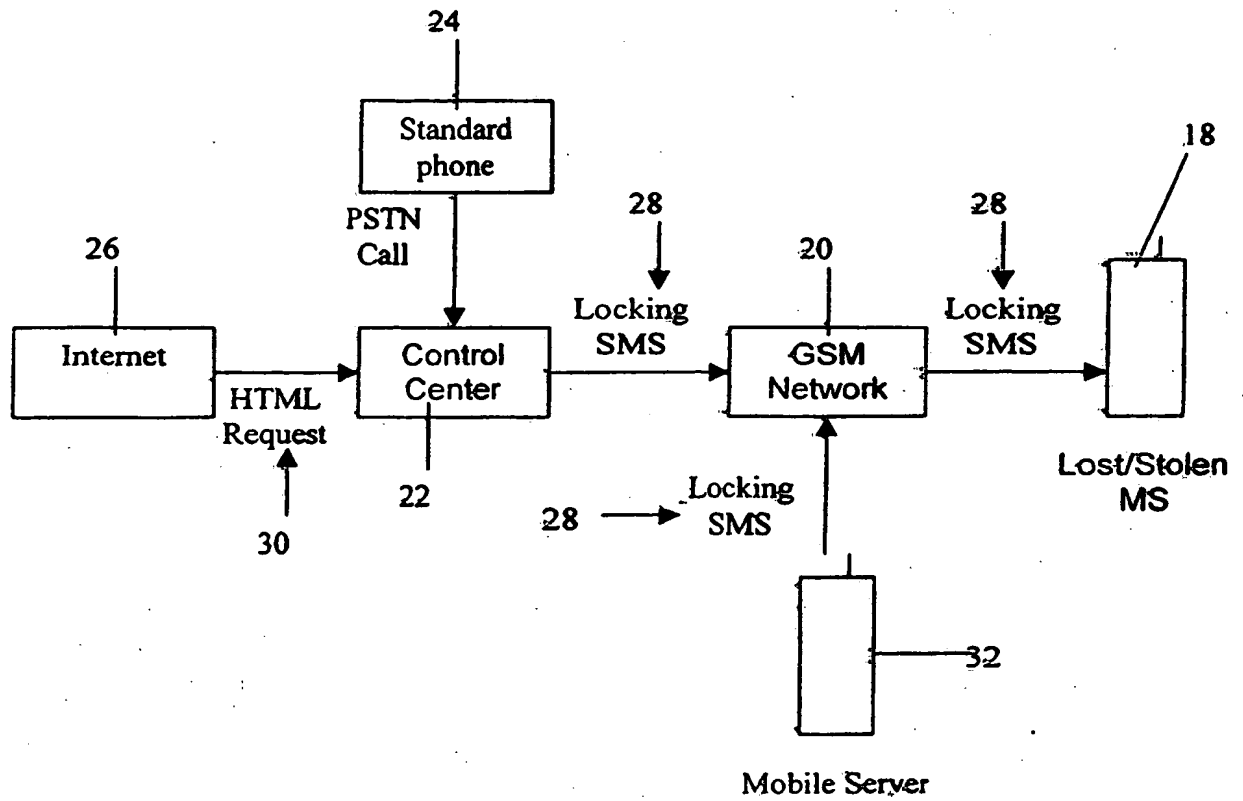 24
Standard
phone
18
PSTN
Call
28
28
26
20
Internet
Control
Center
Locking
SMS
GSM
Network
Locking
SMS
HTML
Request
Lost/Stolen
MS
22
28
Locking
SMS
30
32
Mobile Server